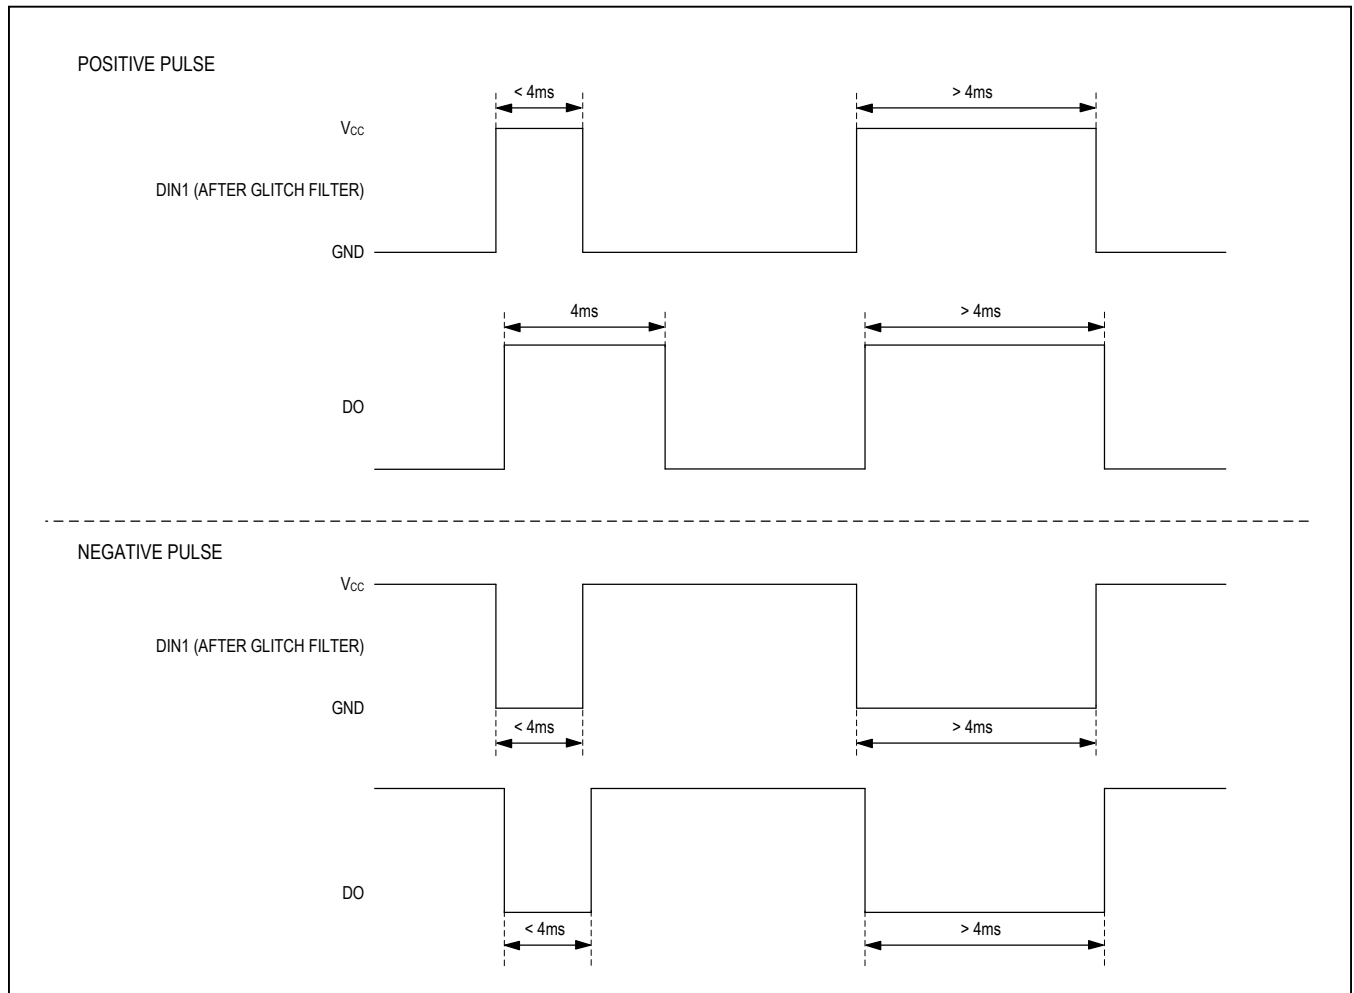 POSITIVE PULSE
< 4ms
> 4ms
VCC
DIN1 (AFTER GLITCH FILTER)
GND
4ms
> 4ms
DO
NEGATIVE PULSE
VCC
DIN1 (AFTER GLITCH FILTER)
GND
< 4ms
> 4ms
DO
< 4ms
> 4ms